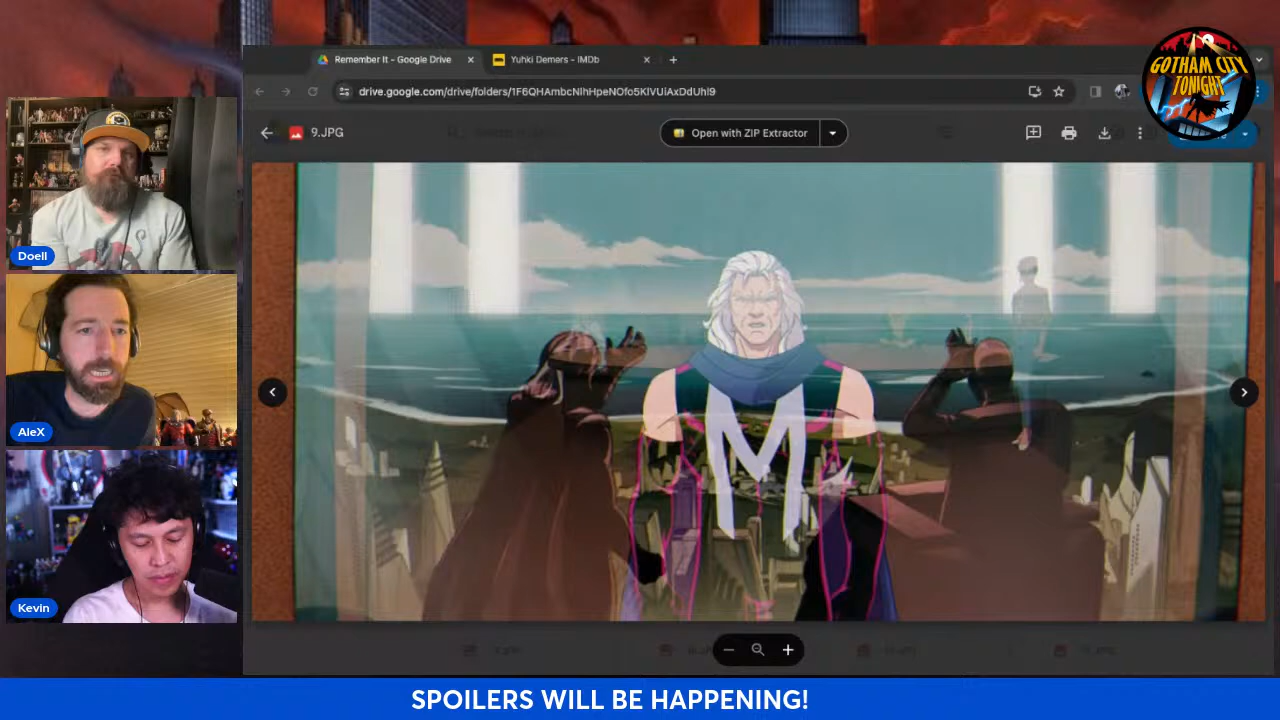 Remember It - Google Drive
Yuhki Demers - IMDb
drive.google.com/drive/folders/1F6QHAmbcNIhHpeNOfo5KIVUiAxDdUhI9
GOTHAM CITY
TONIGHT
9.JPG
Open with ZIP Extractor
Doell
AleX
M
Kevin
SPOILERS WILL BE HAPPENING!